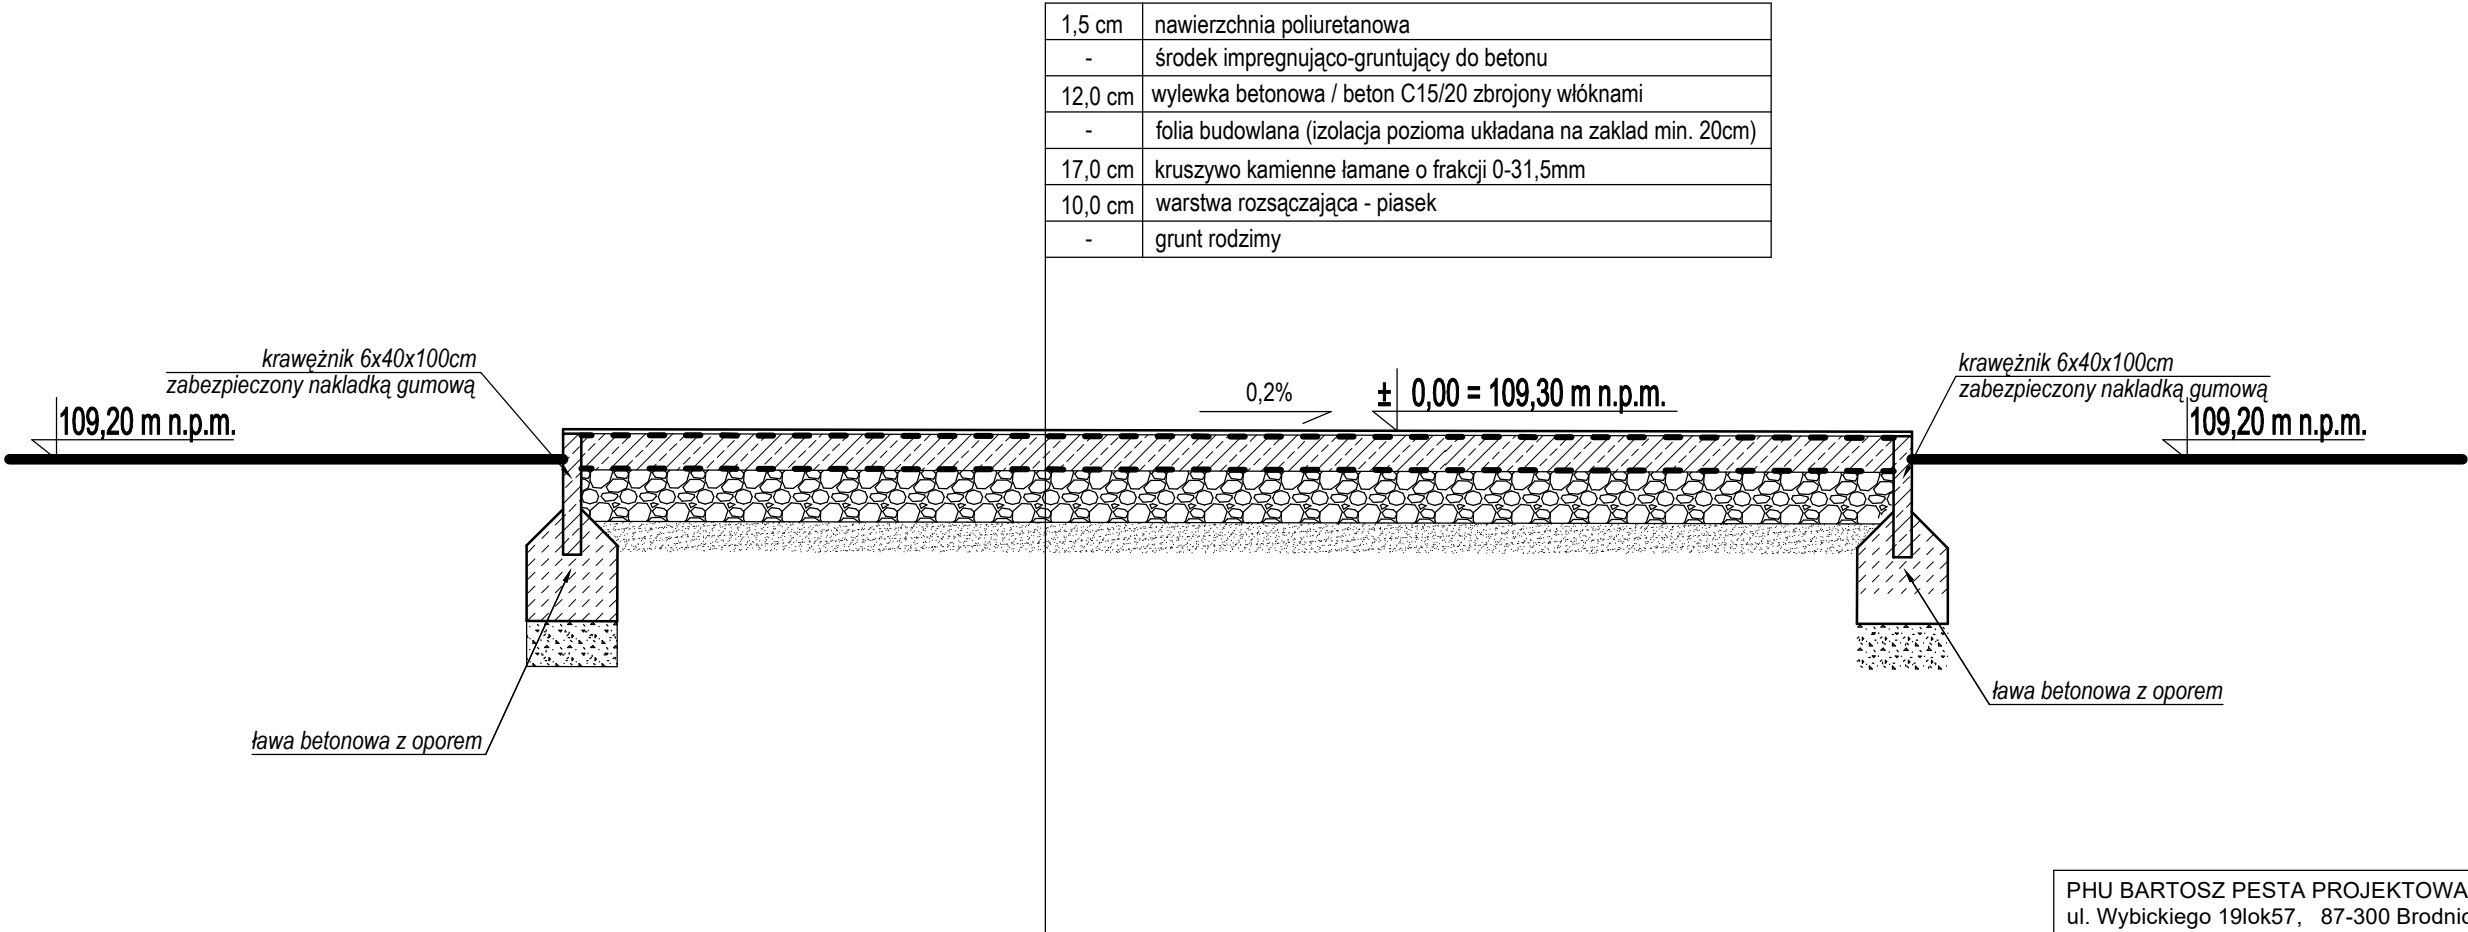 1,5 cm nawierzchnia poliuretanowa
- środek impregnująco-gruntujący do betonu
12,0 cm wylewka betonowa / beton C15/20 zbrojony włóknami
- folia budowlana (izolacja pozioma układana na zaklad min. 20cm)
17,0 cm kruszywo kamienne łamane o frakcji 0-31,5mm
10,0 cm warstwa rozsączająca - piasek
- grunt rodzimy
krawężnik 6x40x100cm
zabezpieczony nakladką gumową
109,20 m n.p.m.
0,2%
± 0,00 = 109,30 m n.p.m.
krawężnik 6x40x100cm
zabezpieczony nakladką gumową
109,20 m n.p.m.
ława betonowa z oporem
ława betonowa z oporem
PHU BARTOSZ PESTA PROJEKTOWA
ul. Wybickiego 19lok57, 87-300 Brodnic